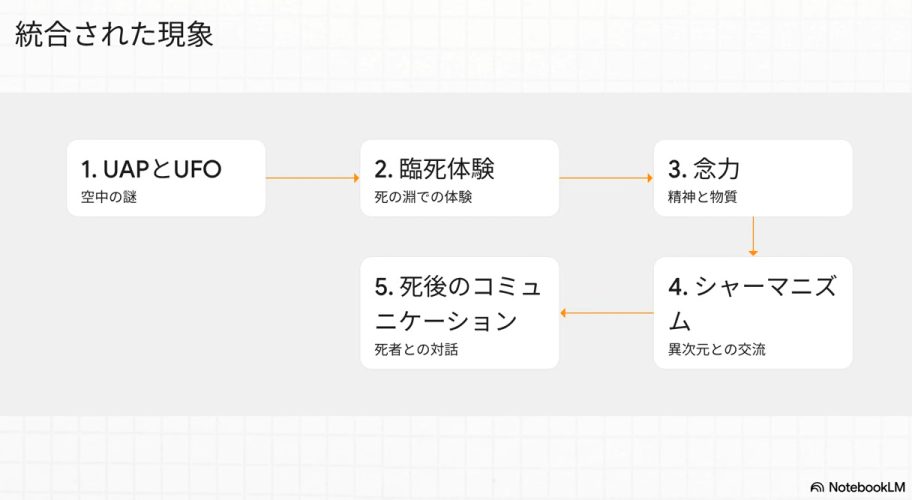 統合された現象
1. UAPとUFO
空中の謎
2. 臨死体験
死の淵での体験
3. 念力
精神と物質
4. シャーマニズ
ム
異次元との交流
5. 死後のコミュ
ニケーション
死者との対話
NotebookLM